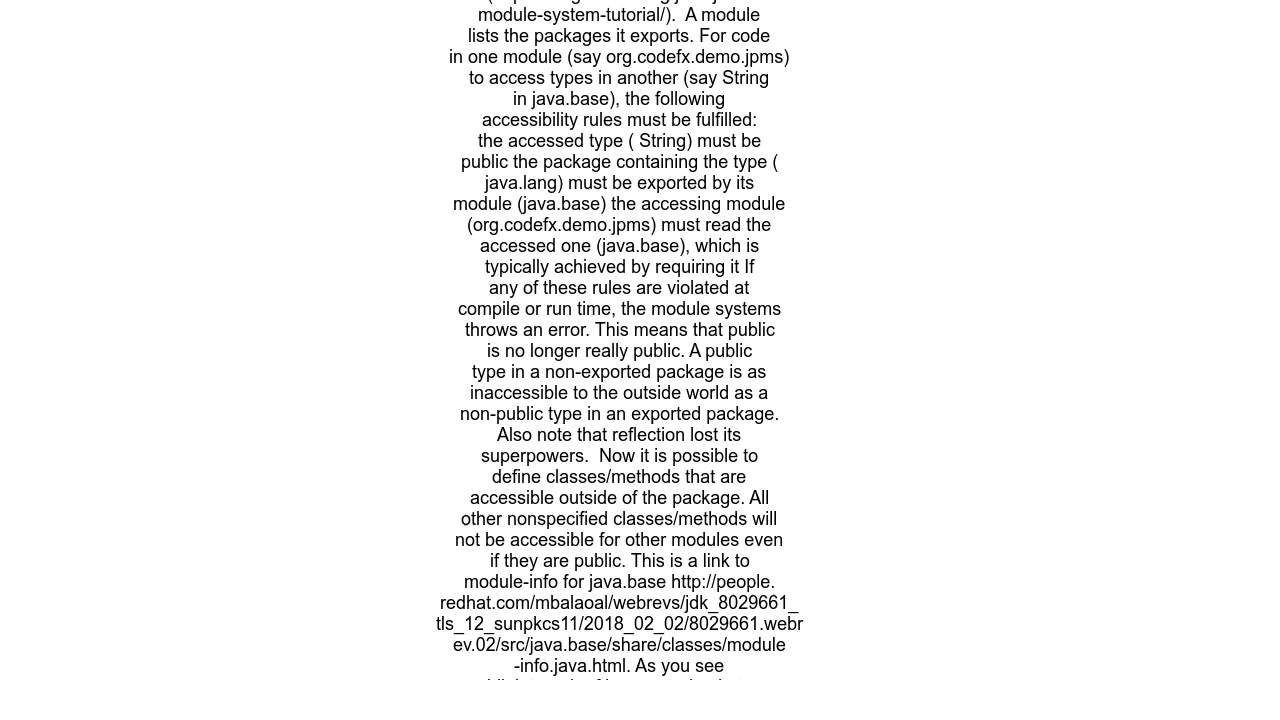 module-system-tutorial/).  A module
lists the packages it exports. For code
in one module (say org.codefx.demo.jpms)
to access types in another (say String
in java.base), the following
accessibility rules must be fulfilled:
the accessed type ( String) must be
public the package containing the type (
java.lang) must be exported by its
module (java.base) the accessing module
(org.codefx.demo.jpms) must read the
accessed one (java.base), which is
typically achieved by requiring it If
any of these rules are violated at
compile or run time, the module systems
throws an error. This means that public
is no longer really public. A public
type in a non-exported package is as
inaccessible to the outside world as a
non-public type in an exported package.
Also note that reflection lost its
superpowers.  Now it is possible to
define classes/methods that are
accessible outside of the package. All
other nonspecified classes/methods will
not be accessible for other modules even
if they are public. This is a link to
module-info for java.base http://people.
redhat.com/mbalaoal/webrevs/jdk_8029661_
tls_12_sunpkcs11/2018_02_02/8029661.webr
ev.02/src/java.base/share/classes/module
-info.java.html. As you see